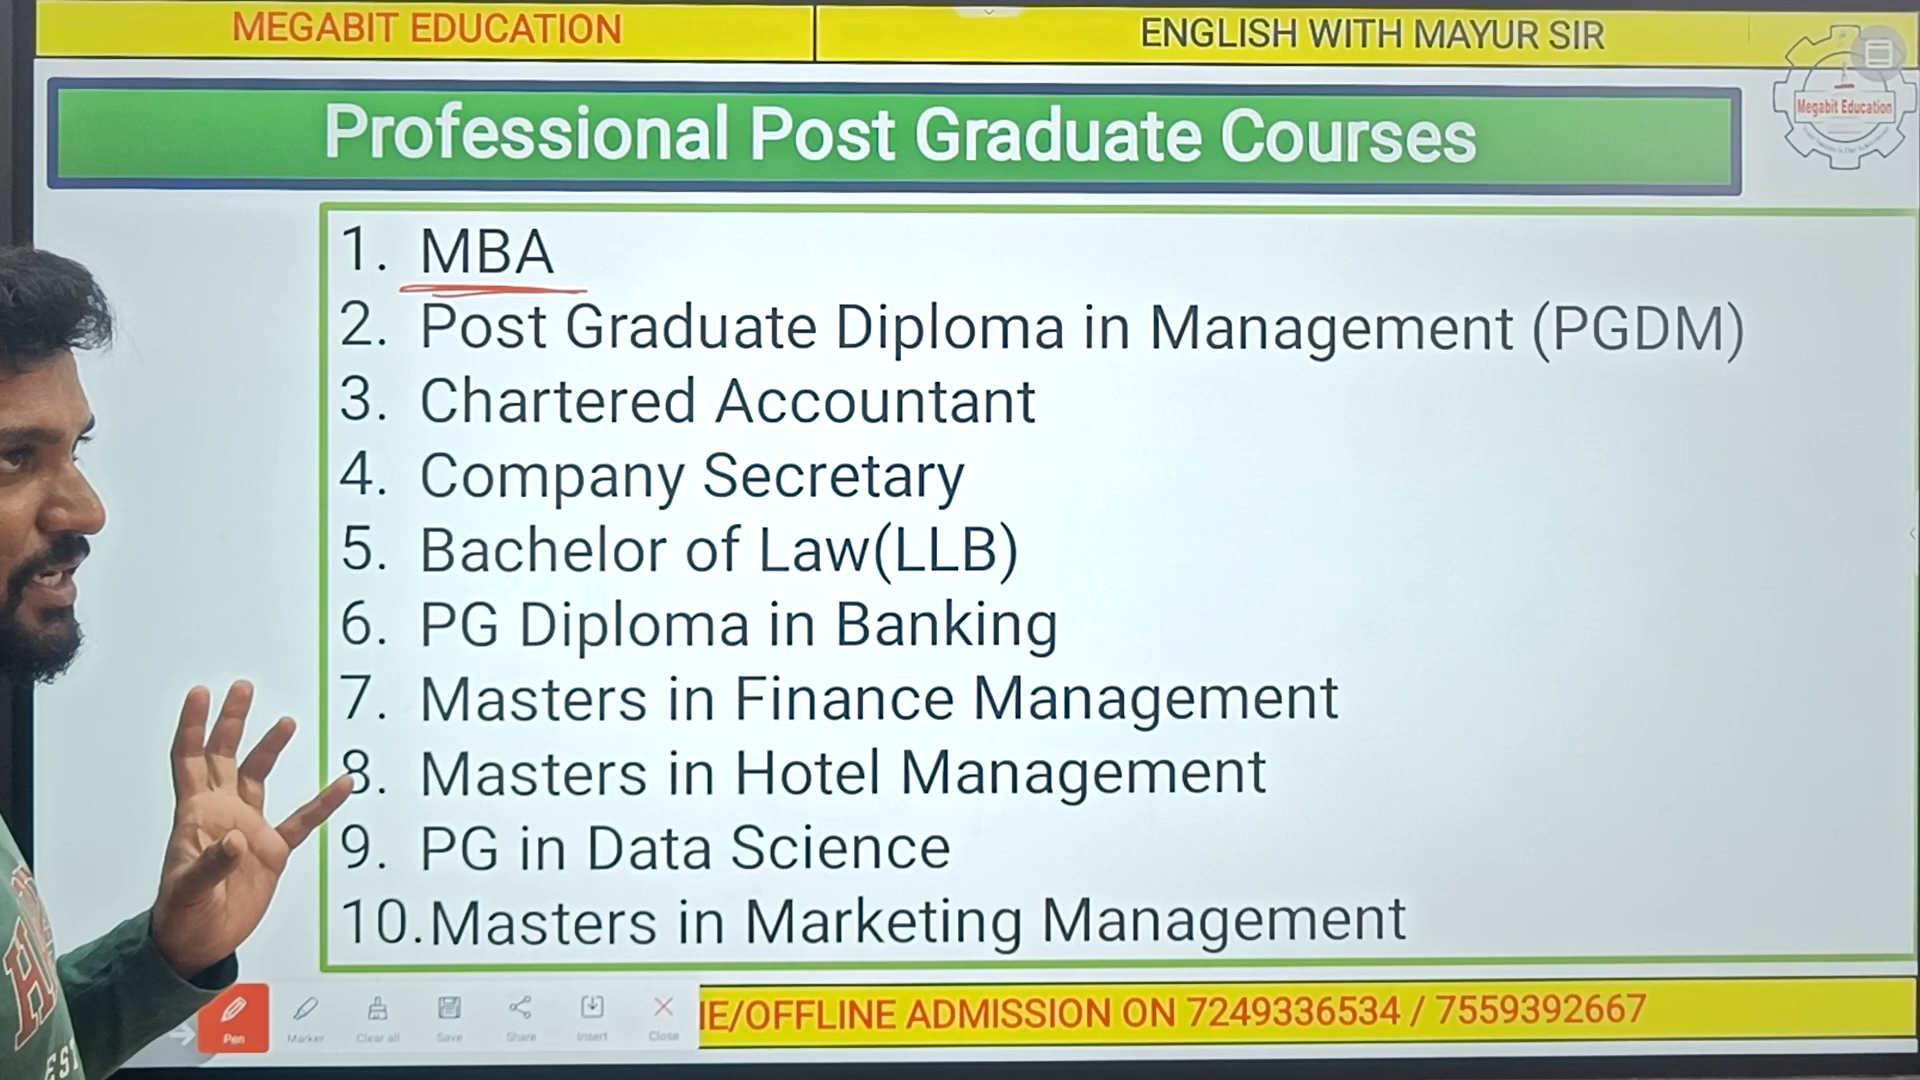 MEGABIT EDUCATION
ENGLISH WITH MAYUR SIR
Megabit Education
Professional Post Graduate Courses
1. MBA
2. Post Graduate Diploma in Management (PGDM)
3. Chartered Accountant
4. Company Secretary
5. Bachelor of Law(LLB)
6. PG Diploma in Banking
7. Masters in Finance Management
8. Masters in Hotel Management
9. PG in Data Science
10.Masters in Marketing Management
Pen Marker Clear all Save Share Insert Close
E/OFFLINE ADMISSION ON 7249336534 / 7559392667